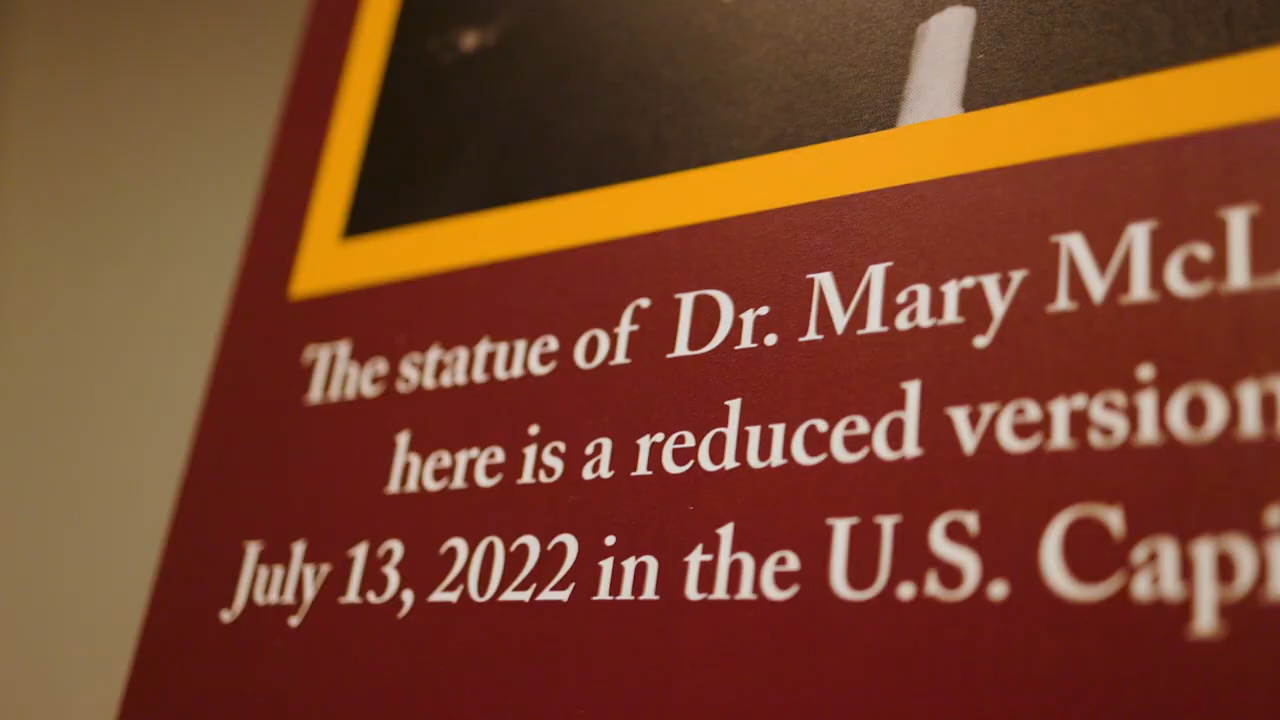 The statue of Dr. Mary McL
here is a reduced version
July 13, 2022 in the U.S. Capi